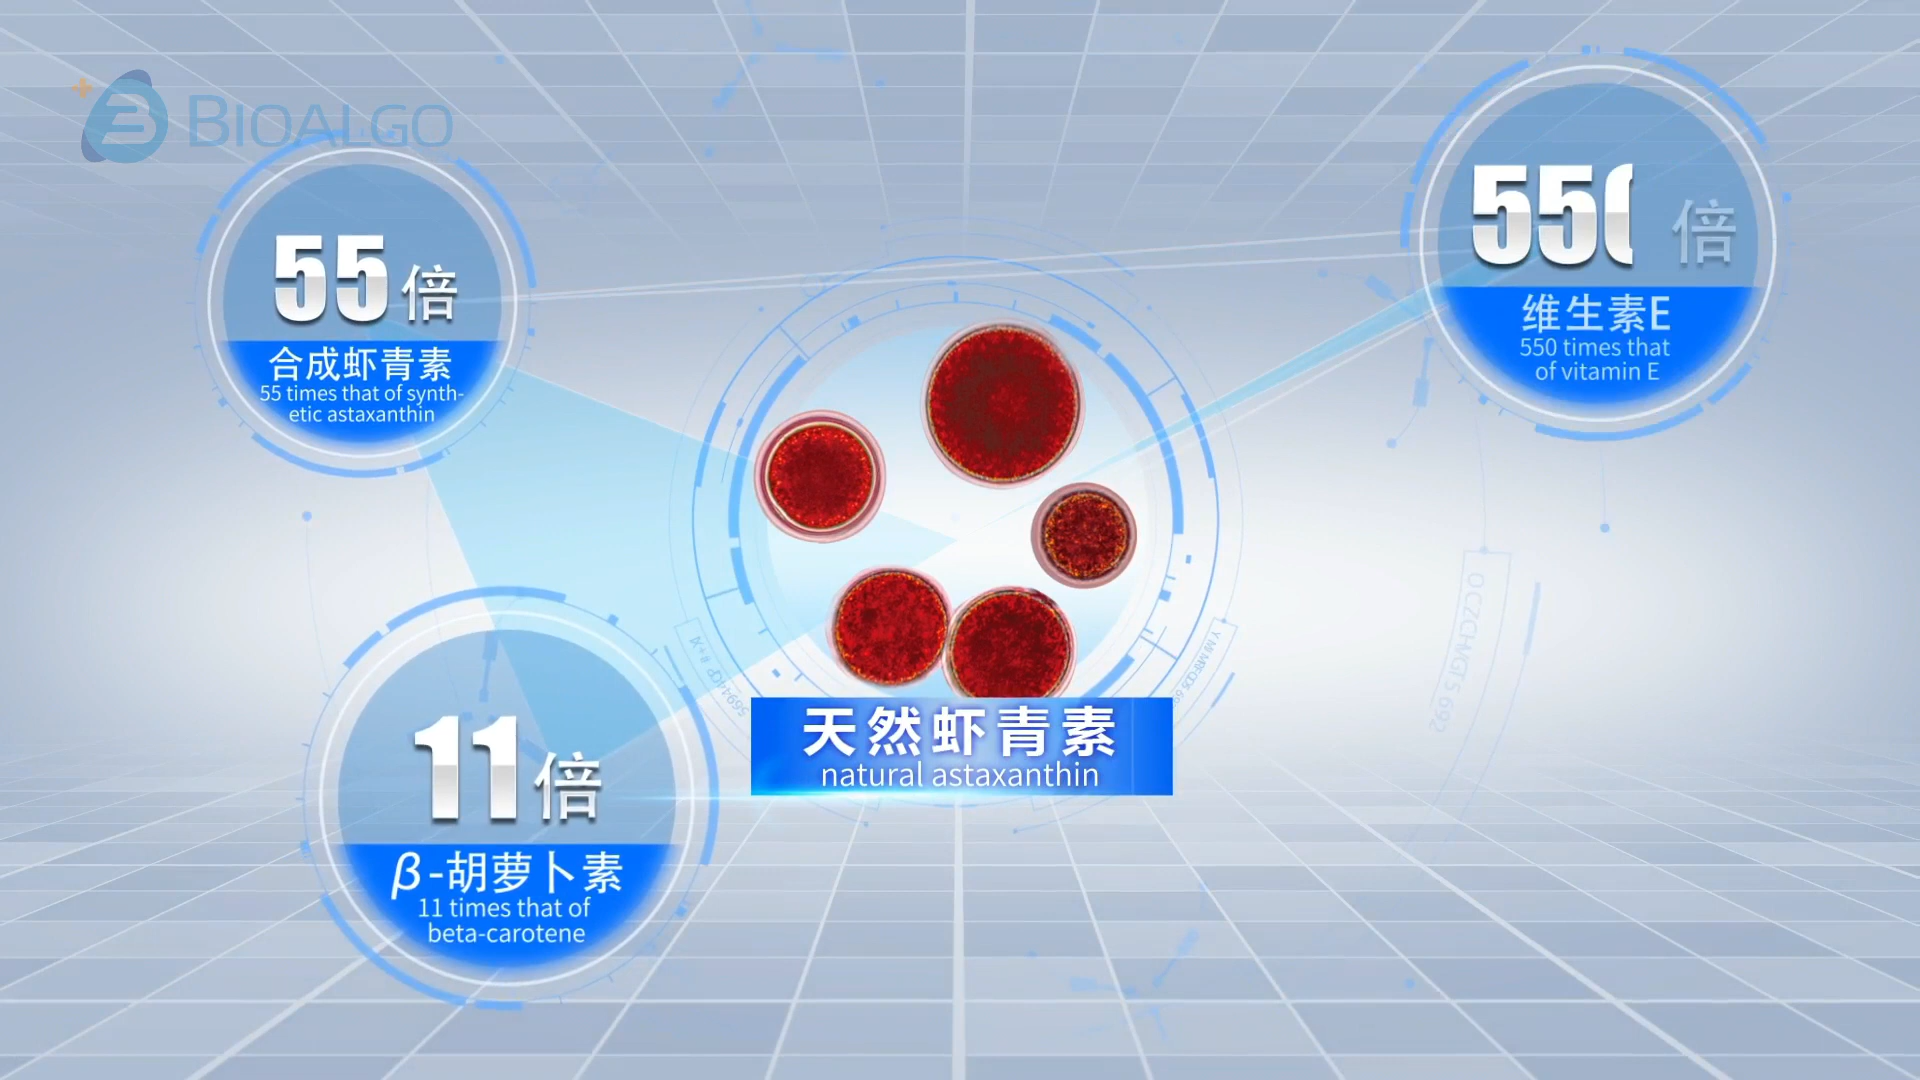 BIOALGO
55倍
合成虾青素
55 times that of synth-
etic astaxanthin
550 倍
维生素E
550 times that
of vitamin E
11倍
β-胡萝卜素
11 times that of
beta-carotene
天然虾青素
natural astaxanthin